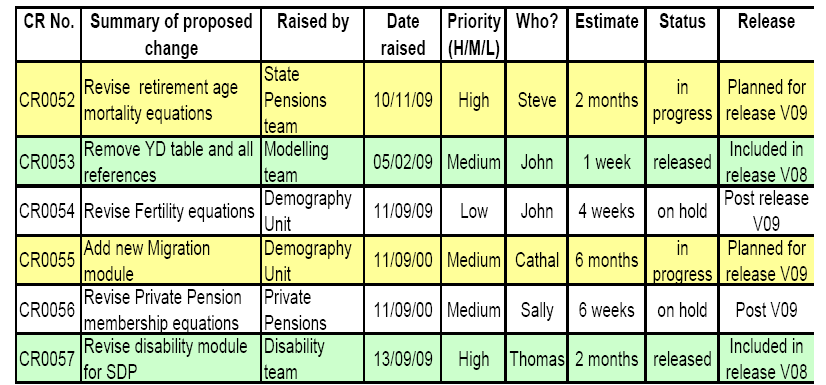 CR No. Summary of proposed change Raised by Date raised Priority (H/M/L) Who? Estimate Status Release
CR0052 Revise retirement age mortality equations State Pensions team 10/11/09 High Steve 2 months in progress Planned for release V09
CR0053 Remove YD table and all references Modelling team 05/02/09 Medium John 1 week released Included in release V08
CR0054 Revise Fertility equations Demography Unit 11/09/09 Low John 4 weeks on hold Post release V09
CR0055 Add new Migration module Demography Unit 11/09/00 Medium Cathal 6 months in progress Planned for release V09
CR0056 Revise Private Pension membership equations Private Pensions 11/09/00 Medium Sally 6 weeks on hold Post V09
CR0057 Revise disability module for SDP Disability team 13/09/09 High Thomas 2 months released Included in release V08